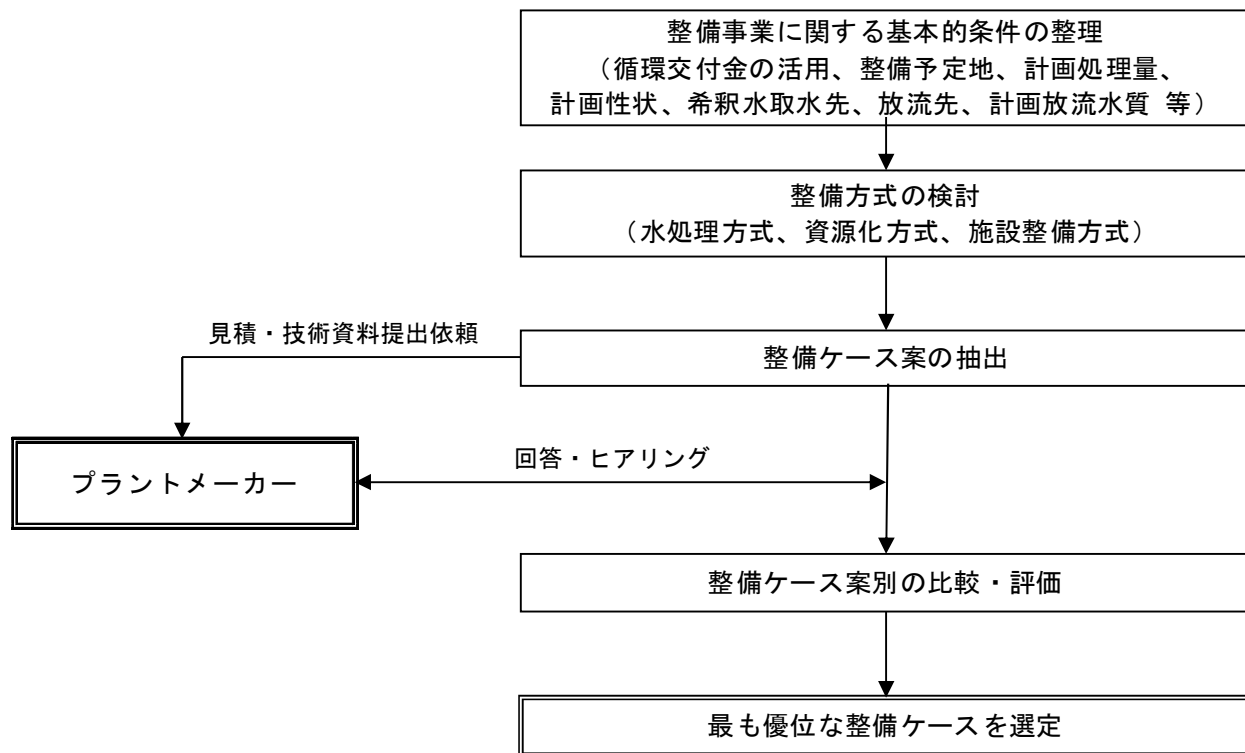 整備事業に関する基本的条件の整理
（循環交付金の活用、整備予定地、計画処理量、
計画性状、希釈水取水先、放流先、計画放流水質 等）
整備方式の検討
（水処理方式、資源化方式、施設整備方式）
見積・技術資料提出依頼
整備ケース案の抽出
プラントメーカー
回答・ヒアリング
整備ケース案別の比較・評価
最も優位な整備ケースを選定